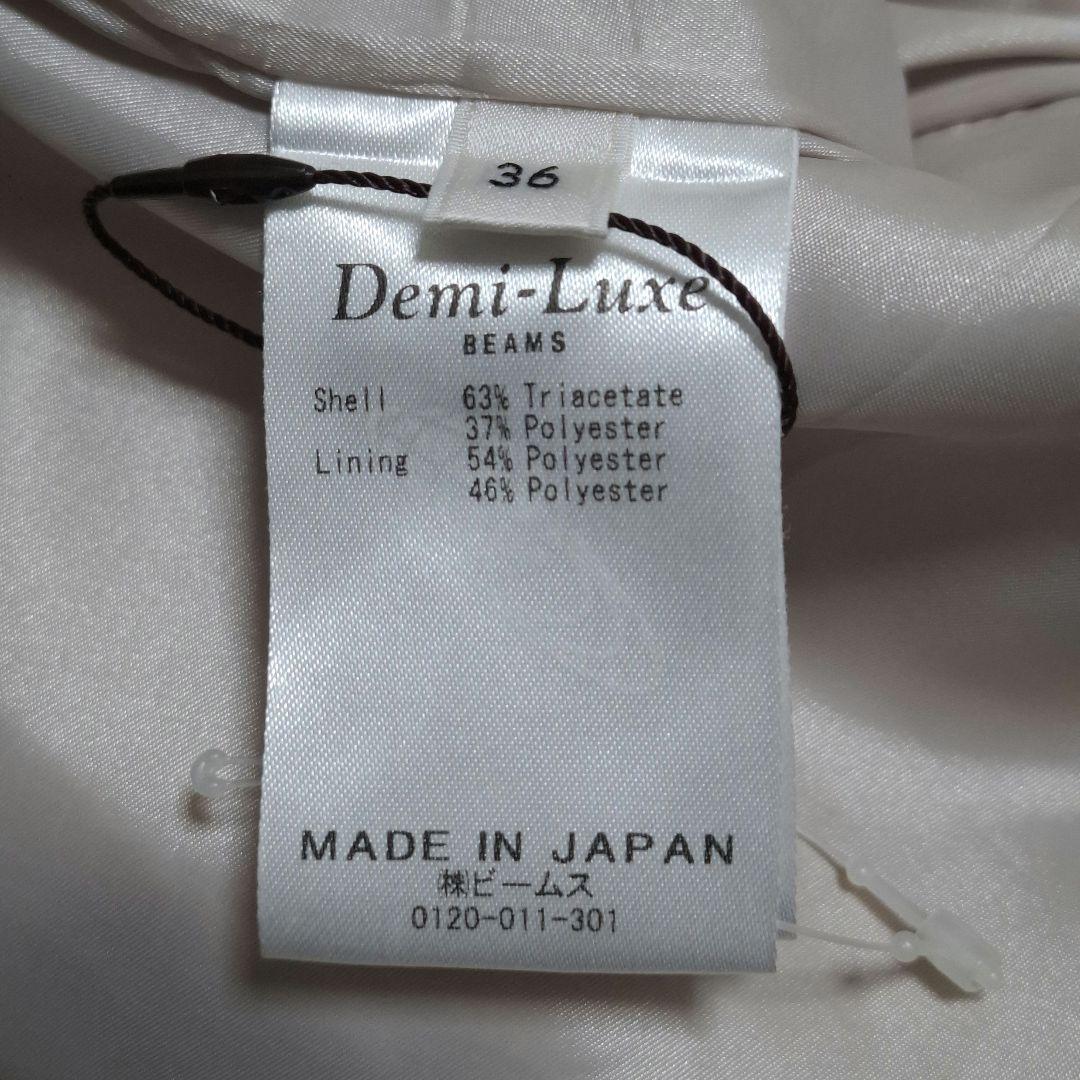 36
Demi-Luxe
BEAMS
Shell 63% Triacetate
37% Polyester
Lining 54% Polyester
46% Polyester
MADE IN JAPAN
㈱ビームス
0120-011-301